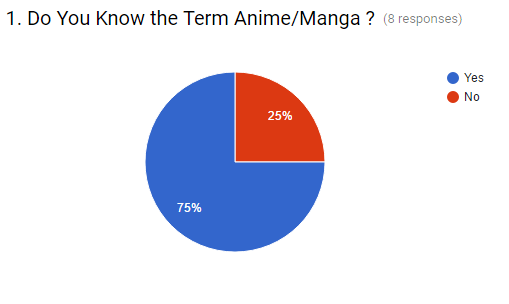 1. Do You Know the Term Anime/Manga ? (8 responses)
Yes
No
25%
75%